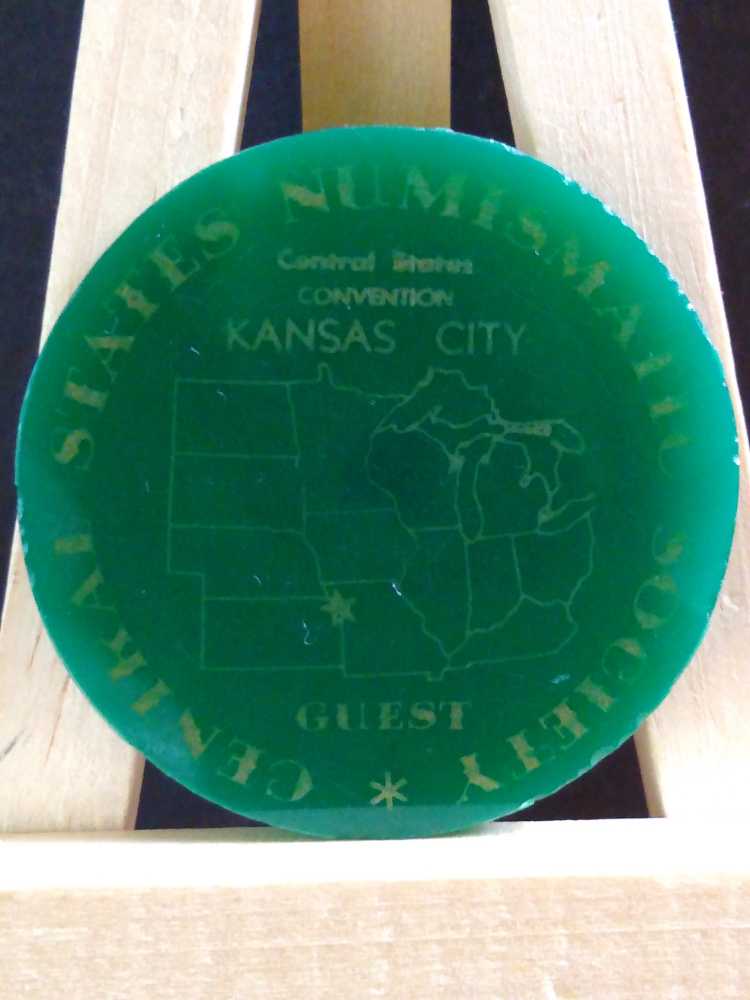 CENTRAL STATES NUMISMATIC SOCIETY
Central States
CONVENTION
KANSAS CITY
GUEST